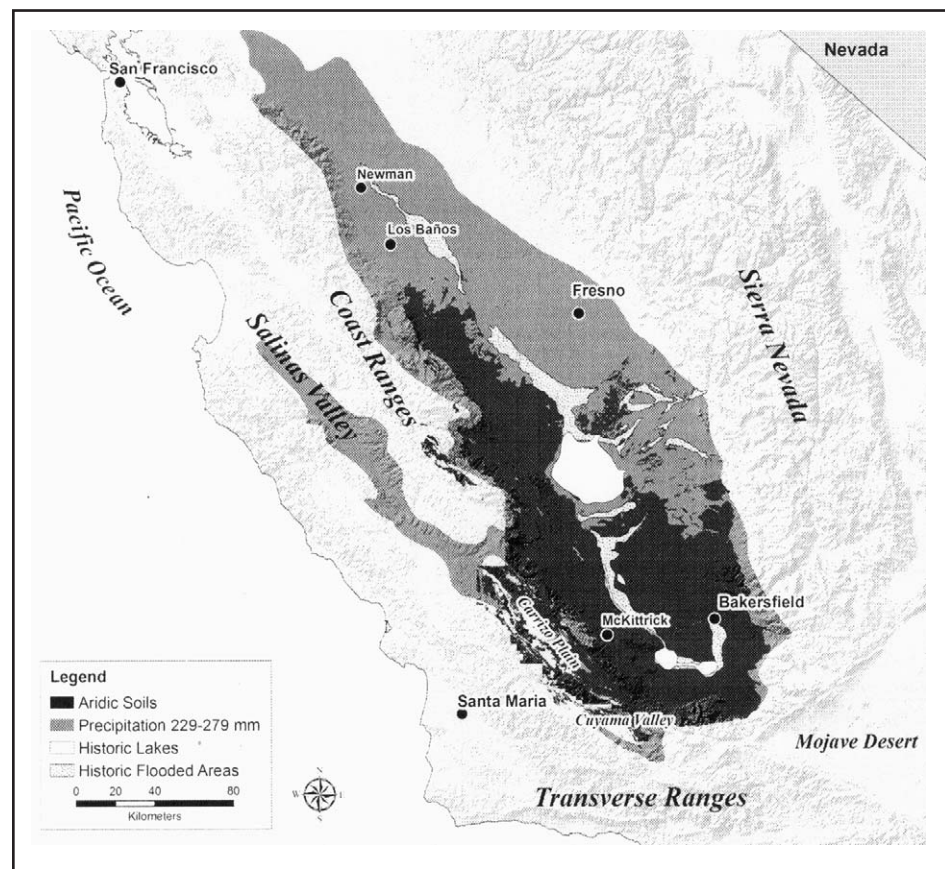 Nevada
San Francisco
Newman
Los Baños
Pacific Ocean
Fresno
Sierra Nevada
Coast Ranges
Salinas Valley
Bakersfield
McKittrick
Carrizo Plain
Legend
Aridic Soils
Precipitation 229-279 mm
Historic Lakes
Historic Flooded Areas
0 20 40 80
Kilometers
Santa Maria
Cuyama Valley
Mojave Desert
N
W E
S
Transverse Ranges